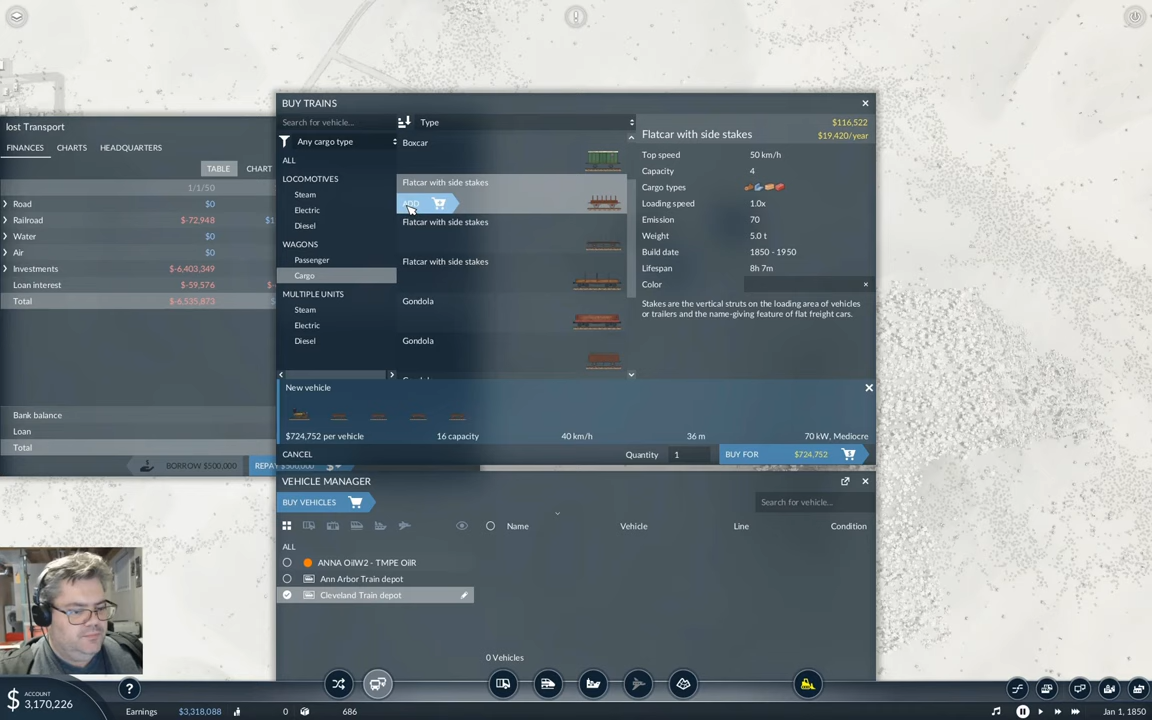 BUY TRAINS
Search for vehicle...
Type
Any cargo type
ALL
LOCOMOTIVES
Steam
Electric
Diesel
WAGONS
Passenger
Cargo
MULTIPLE UNITS
Steam
Electric
Diesel
Boxcar
Flatcar with side stakes
ADD
Flatcar with side stakes
Flatcar with side stakes
Gondola
Gondola
$116,522
Flatcar with side stakes
$19,420/year
Top speed 50 km/h
Capacity 4
Cargo types
Loading speed 1.0x
Emission 70
Weight 5.0 t
Build date 1850 - 1950
Lifespan 8h 7m
Color
Stakes are the vertical struts on the loading area of vehicles
or trailers and the name-giving feature of flat freight cars.
New vehicle
$724,752 per vehicle 16 capacity 40 km/h 36 m 70 kW, Mediocre
CANCEL Quantity 1 BUY FOR $724,752
lost Transport
FINANCES CHARTS HEADQUARTERS
TABLE CHART
1/1/50
Road $0
Railroad $-72,948 $1
Water $0
Air $0
Investments $-6,403,349
Loan interest $-59,576 $-
Total $-6,535,873
Bank balance
Loan
Total
BORROW $500,000
REPAY $500,000
VEHICLE MANAGER
BUY VEHICLES
Search for vehicle...
Name Vehicle Line Condition
ALL
ANNA OilW2 - TMPE OilR
Ann Arbor Train depot
Cleveland Train depot
0 Vehicles
$ ACCOUNT
3,170,226
?
Earnings $3,318,088 0 686
Jan 1, 1850